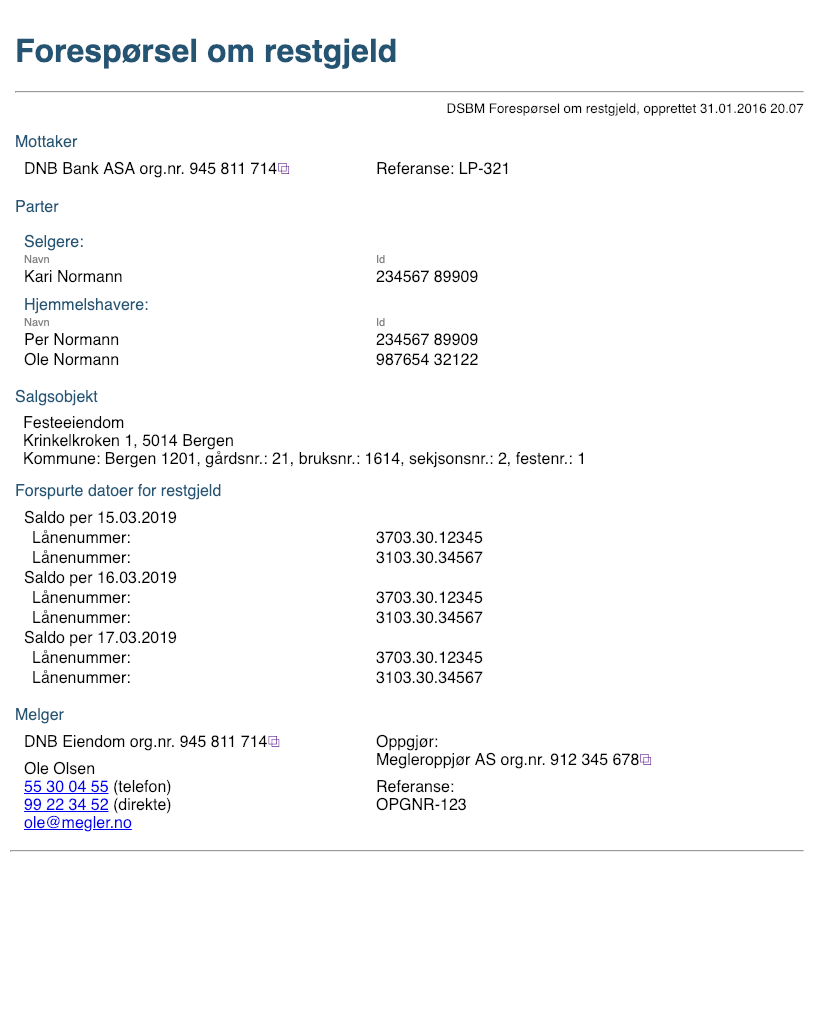 Forespørsel om restgjeld
DSBM Forespørsel om restgjeld, opprettet 31.01.2016 20.07
Mottaker
DNB Bank ASA org.nr. 945 811 714 Referanse: LP-321
Parter
Selgere:
Navn Id
Kari Normann 234567 89909
Hjemmelshavere:
Navn Id
Per Normann 234567 89909
Ole Normann 987654 32122
Salgsobjekt
Festeeiendom
Krinkelkroken 1, 5014 Bergen
Kommune: Bergen 1201, gårdsnr.: 21, bruksnr.: 1614, sekjsonsnr.: 2, festenr.: 1
Forspurte datoer for restgjeld
Saldo per 15.03.2019
Lånenummer: 3703.30.12345
Lånenummer: 3103.30.34567
Saldo per 16.03.2019
Lånenummer: 3703.30.12345
Lånenummer: 3103.30.34567
Saldo per 17.03.2019
Lånenummer: 3703.30.12345
Lånenummer: 3103.30.34567
Melger
DNB Eiendom org.nr. 945 811 714
Ole Olsen
55 30 04 55 (telefon)
99 22 34 52 (direkte)
ole@megler.no
Oppgjør:
Megleroppjør AS org.nr. 912 345 678
Referanse:
OPGNR-123